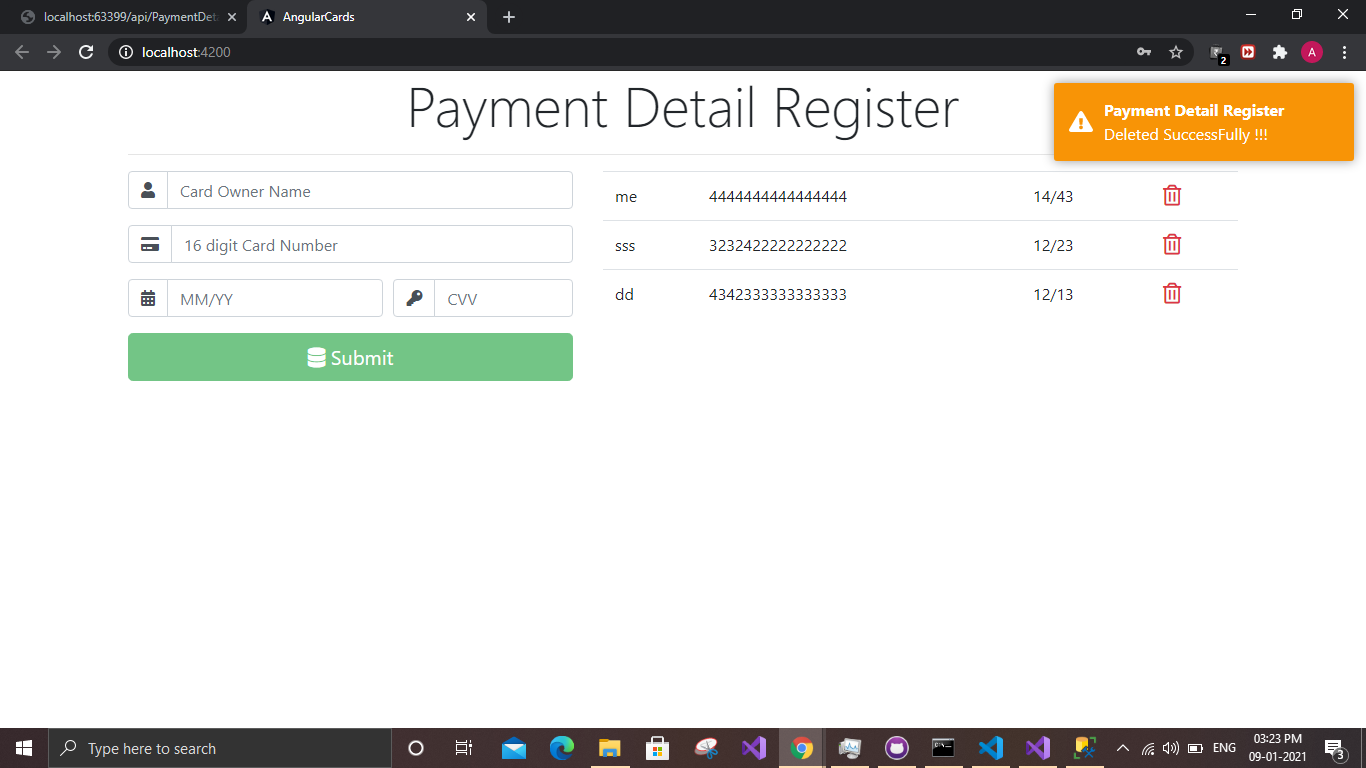 localhost:63399/api/PaymentDeta
AngularCards
localhost:4200
2
A
Payment Detail Register
Payment Detail Register
Deleted SuccessFully !!!
Card Owner Name
16 digit Card Number
MM/YY
CVV
Submit
me 4444444444444444 14/43
sss 3232422222222222 12/23
dd 4342333333333333 12/13
Type here to search
ENG
03:23 PM
09-01-2021
3